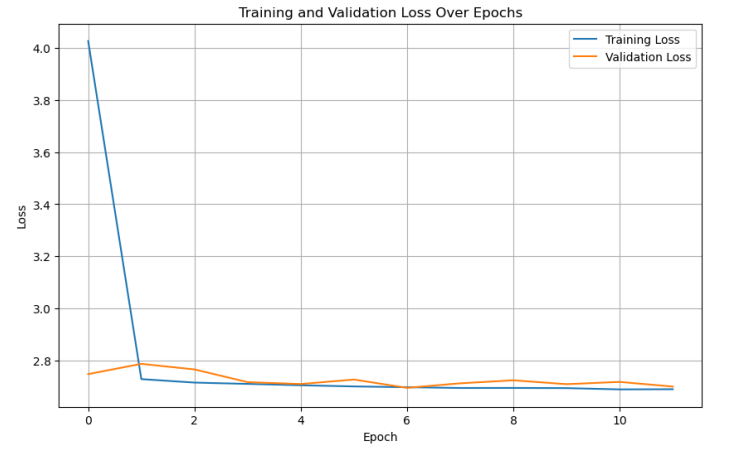 Training and Validation Loss Over Epochs
Training Loss
Validation Loss
4.0
3.8
3.6
3.4
3.2
3.0
2.8
Loss
0
2
4
6
8
10
Epoch